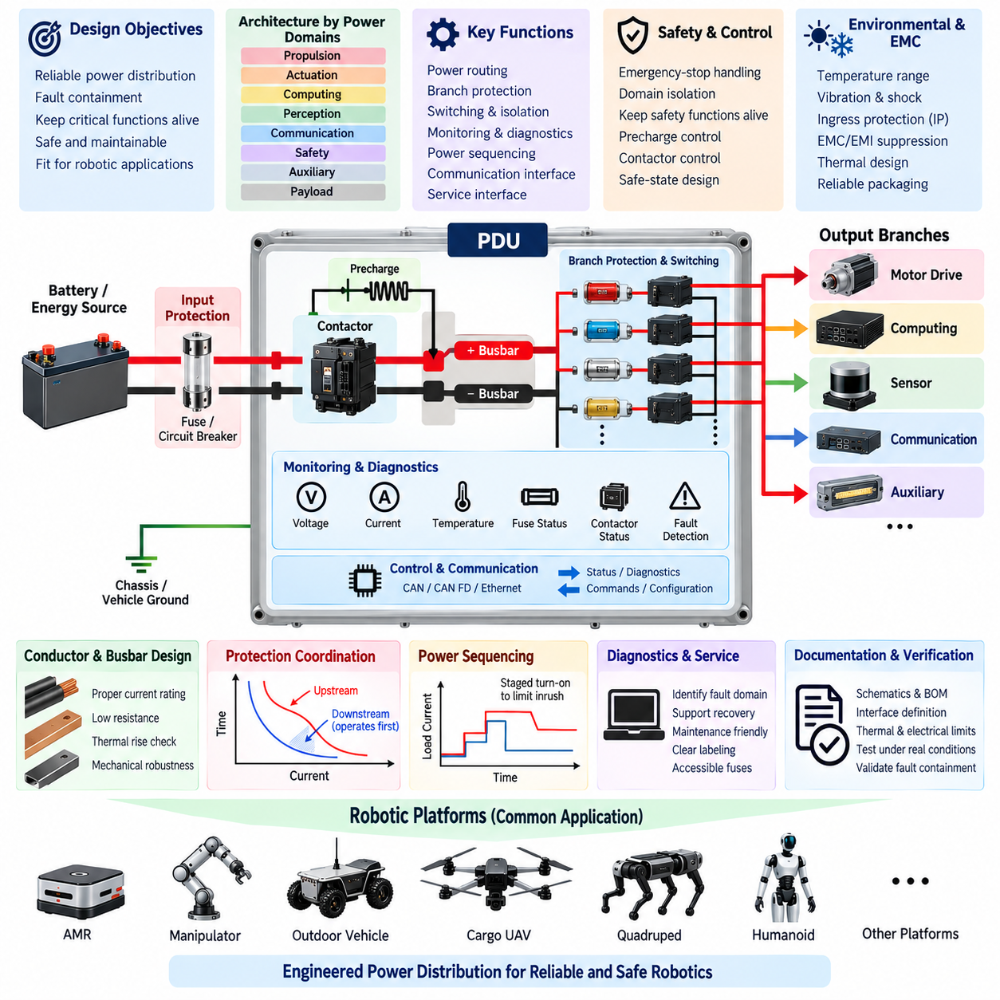 Design Objectives
Reliable power distribution
Fault containment
Keep critical functions alive
Safe and maintainable
Fit for robotic applications
Architecture by Power
Domains
Propulsion
Actuation
Computing
Perception
Communication
Safety
Auxiliary
Payload
Key Functions
Power routing
Branch protection
Switching & isolation
Monitoring & diagnostics
Power sequencing
Communication interface
Service interface
Safety & Control
Emergency-stop handling
Domain isolation
Keep safety functions alive
Precharge control
Contactor control
Safe-state design
Environmental &
EMC
Temperature range
Vibration & shock
Ingress protection (IP)
EMC/EMI suppression
Thermal design
Reliable packaging
Battery /
Energy Source
Input
Protection
Fuse /
Circuit Breaker
PDU
Precharge
Contactor
+ Busbar
− Busbar
Branch Protection & Switching
Output Branches
Motor Drive
Computing
Sensor
Communication
Auxiliary
Monitoring & Diagnostics
V
A
Voltage
Current
Temperature
Fuse Status
Contactor
Status
Fault
Detection
Control & Communication
CAN / CAN FD / Ethernet
Status / Diagnostics
Commands / Configuration
Chassis /
Vehicle Ground
Conductor & Busbar Design
Proper current rating
Low resistance
Thermal rise check
Mechanical robustness
Protection Coordination
Time
Upstream
Downstream
(operates first)
Current
Power Sequencing
Load Current
Staged turn-on
to limit inrush
Time
Diagnostics & Service
Identify fault domain
Support recovery
Maintenance friendly
Clear labeling
Accessible fuses
Documentation & Verification
Schematics & BOM
Interface definition
Thermal & electrical limits
Test under real conditions
Validate fault containment
Robotic Platforms (Common Application)
AMR
Manipulator
Outdoor Vehicle
Cargo UAV
Quadruped
Humanoid
Other Platforms
Engineered Power Distribution for Reliable and Safe Robotics